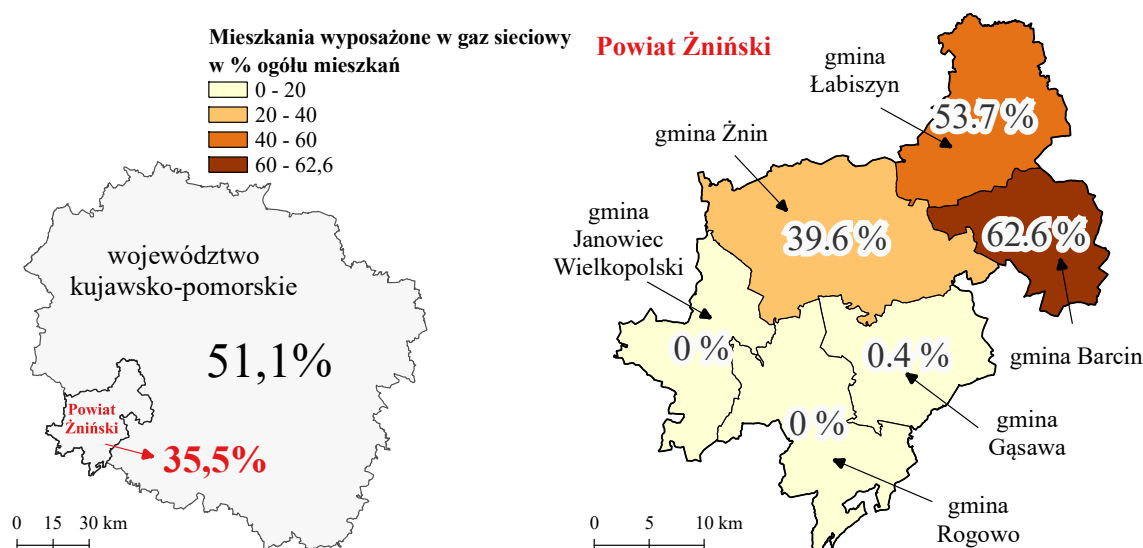 Mieszkania wyposażone w gaz sieciowy
w % ogółu mieszkań
0 - 20
20 - 40
40 - 60
60 - 62,6
województwo
kujawsko-pomorskie
51,1%
Powiat
Żniński
35,5%
0 15 30 km
Powiat Żniński
gmina
Łabiszyn
53.7 %
gmina Żnin
39.6 %
62.6 %
gmina
Janowiec
Wielkopolski
0 %
0.4 %
gmina Barcin
0 %
gmina
Gąsawa
gmina
Rogowo
0 5 10 km